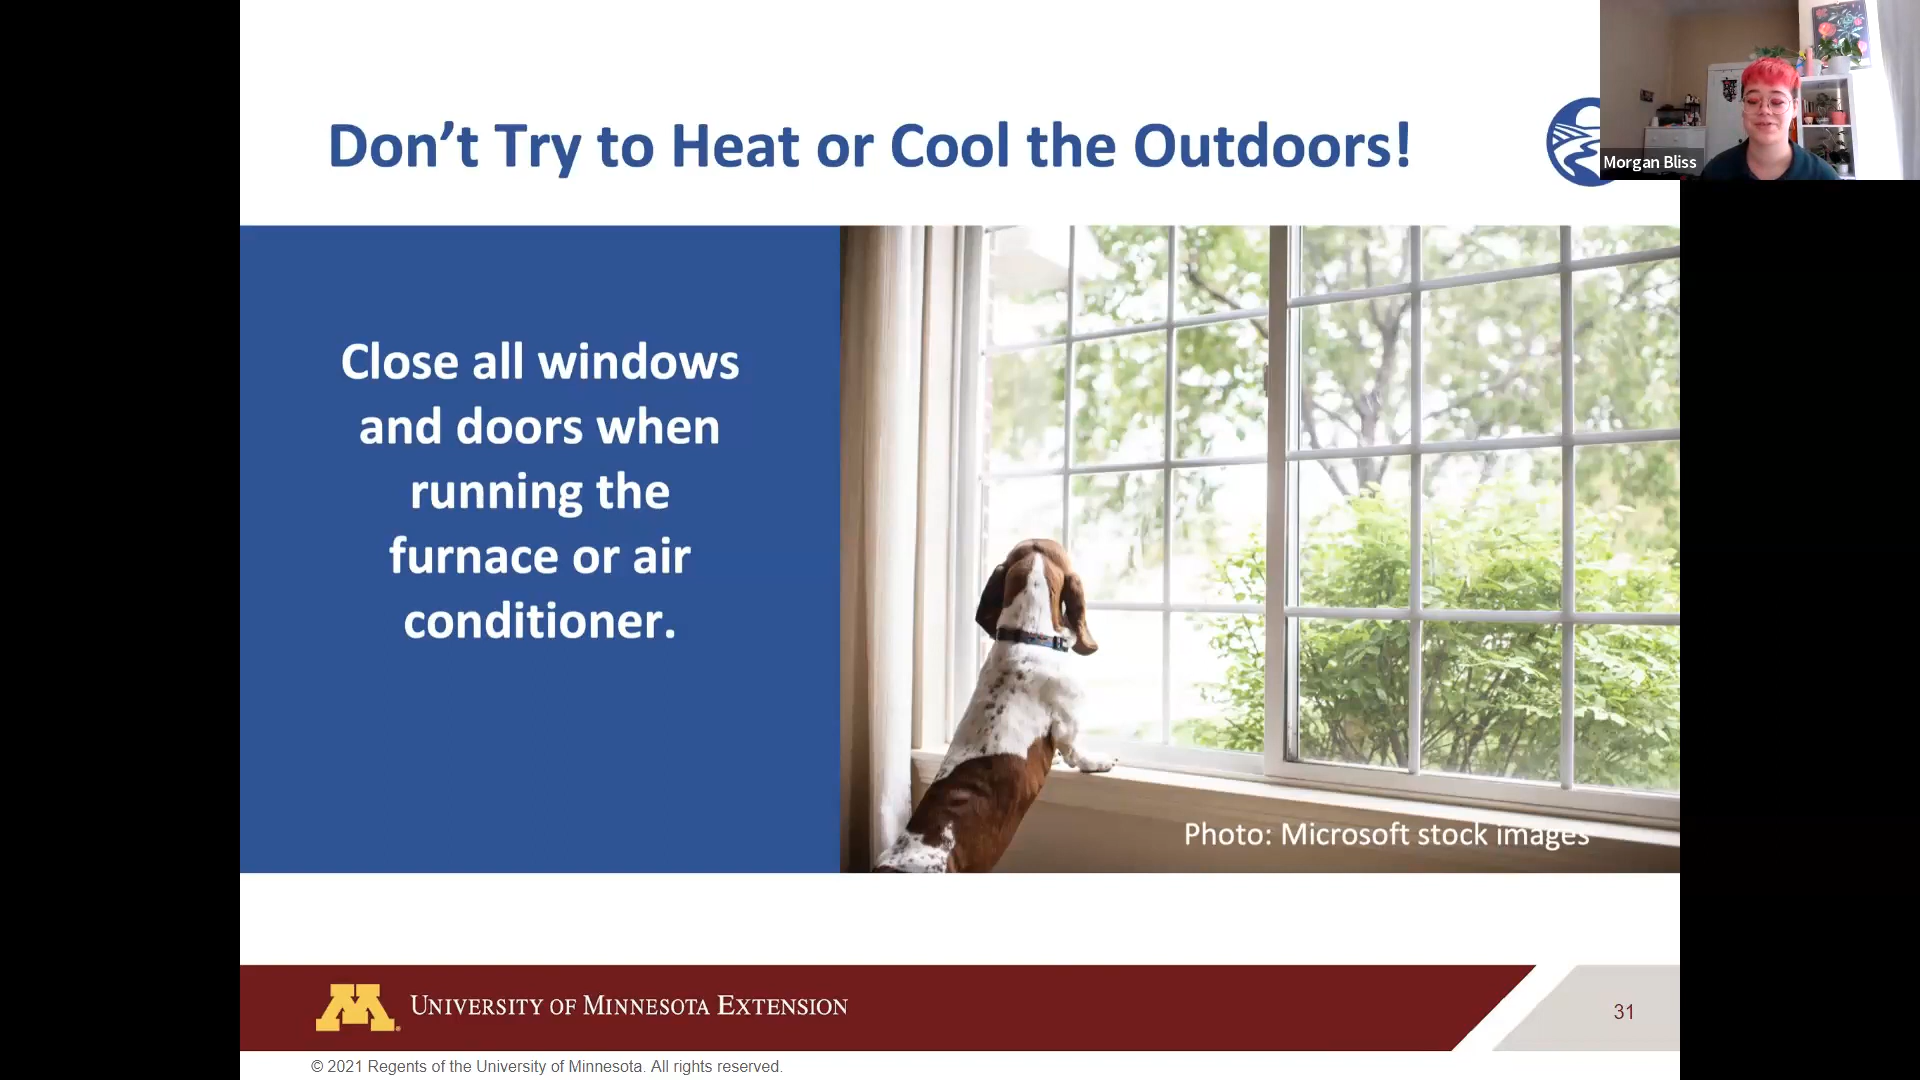 Don’t Try to Heat or Cool the Outdoors!
Morgan Bliss
Close all windows
and doors when
running the
furnace or air
conditioner.
Photo: Microsoft stock images
M
UNIVERSITY OF MINNESOTA EXTENSION
31
© 2021 Regents of the University of Minnesota. All rights reserved.